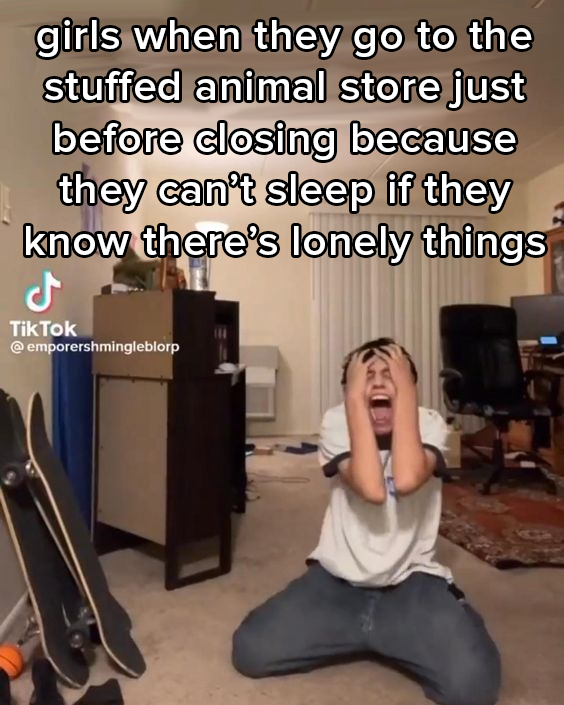 girls when they go to the
stuffed animal store just
before closing because
they can't sleep if they
know there's lonely things
TikTok
@emporershmingleblorp